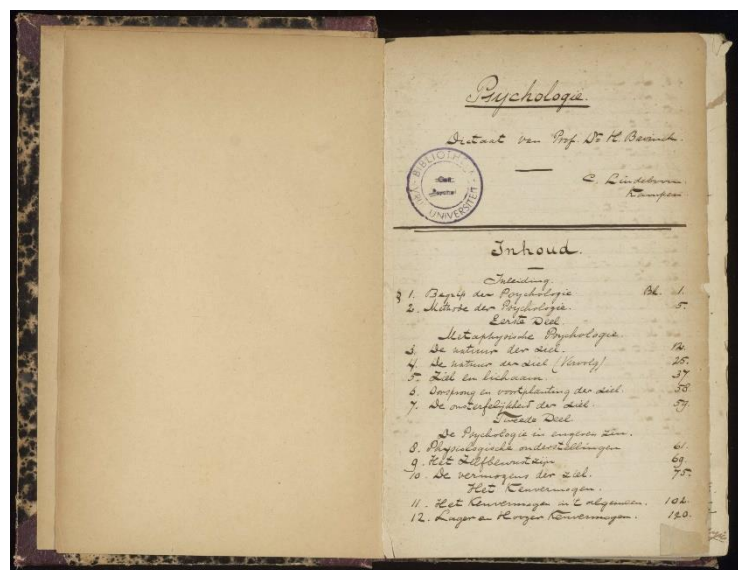 Psychologie.
Dictaat van Prof. Dr H. Bavinck.
C. Lindeboom.
Kampen
BIBLIOTHEEK
VRIJE UNIVERSITEIT
Inhoud.
Inleiding.
§ 1. Begrip der Psychologie Bl. 1.
2. Methode der Psychologie. 5.
Eerste Deel.
Metaphysische Psychologie.
3. De natuur der ziel. 12.
4. De natuur der ziel (Vervolg) 25.
5. Ziel en lichaam. 37
6. Oorsprong en voortplanting der ziel. 58
7. De onsterfelijkheid der ziel. 59.
Tweede Deel.
De Psychologie in engeren zin.
8. Physiologische onderstellingen 61.
9. Het Zelfbewustzijn 69.
10. De vermogens der ziel. 75.
Het Kenvermogen.
11. Het Kenvermogen in 't algemeen. 102.
12. Lager en Hooger Kenvermogen. 120.